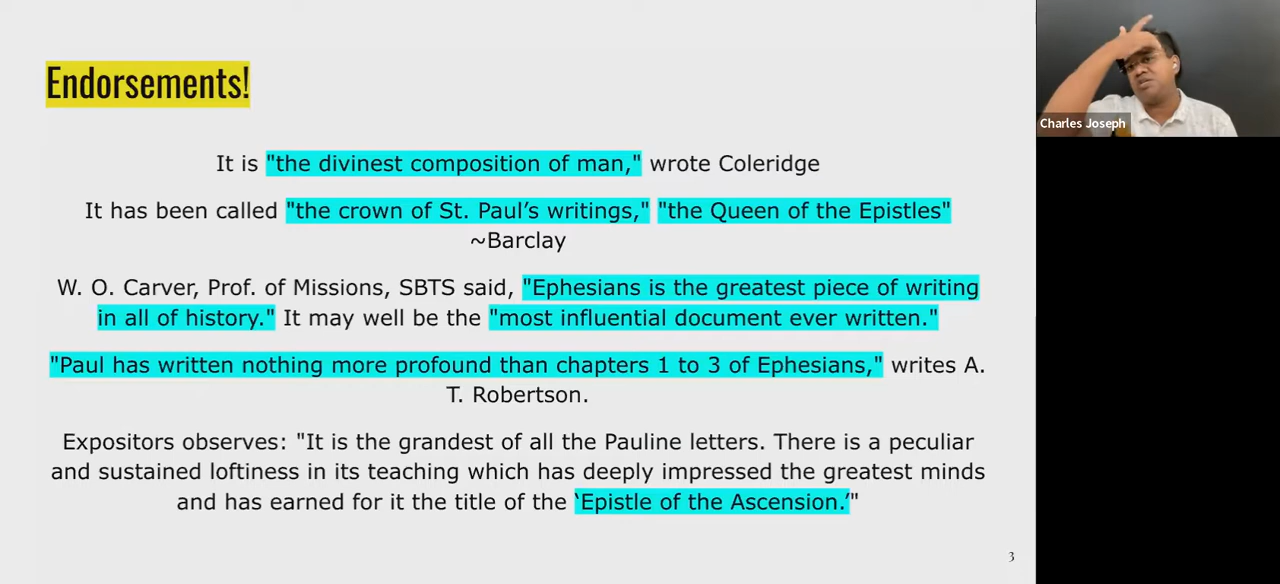 Endorsements!
Charles Joseph
It is "the divinest composition of man," wrote Coleridge
It has been called "the crown of St. Paul’s writings," "the Queen of the Epistles"
~Barclay
W. O. Carver, Prof. of Missions, SBTS said, "Ephesians is the greatest piece of writing
in all of history." It may well be the "most influential document ever written."
"Paul has written nothing more profound than chapters 1 to 3 of Ephesians," writes A.
T. Robertson.
Expositors observes: "It is the grandest of all the Pauline letters. There is a peculiar
and sustained loftiness in its teaching which has deeply impressed the greatest minds
and has earned for it the title of the ‘Epistle of the Ascension.’"
3